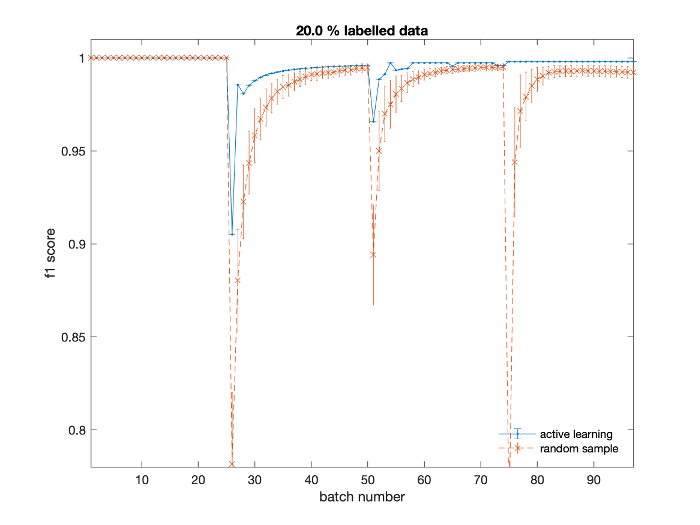 20.0 % labelled data
1
0.95
0.9
0.85
0.8
f1 score
10 20 30 40 50 60 70 80 90
batch number
active learning
random sample